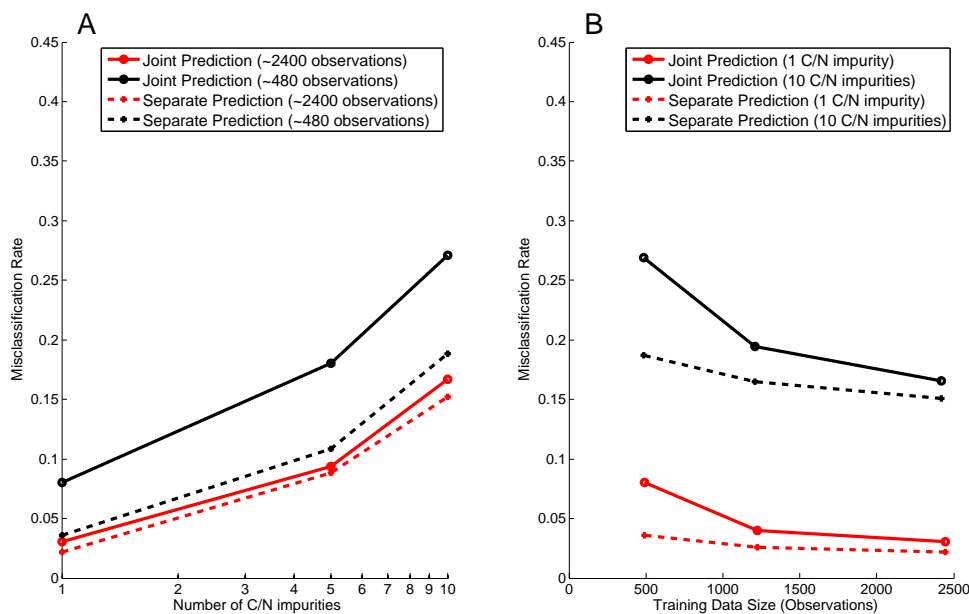 A
0.45
0.4
0.35
0.3
0.25
0.2
0.15
0.1
0.05
0
Misclassification Rate
Joint Prediction (~2400 observations)
Joint Prediction (~480 observations)
Separate Prediction (~2400 observations)
Separate Prediction (~480 observations)
1 2 3 4 5 6 7 8 9 10
Number of C/N impurities
B
0.45
0.4
0.35
0.3
0.25
0.2
0.15
0.1
0.05
0
Misclassification Rate
Joint Prediction (1 C/N impurity)
Joint Prediction (10 C/N impurities)
Separate Prediction (1 C/N impurity)
Separate Prediction (10 C/N impurities)
0 500 1000 1500 2000 2500
Training Data Size (Observations)